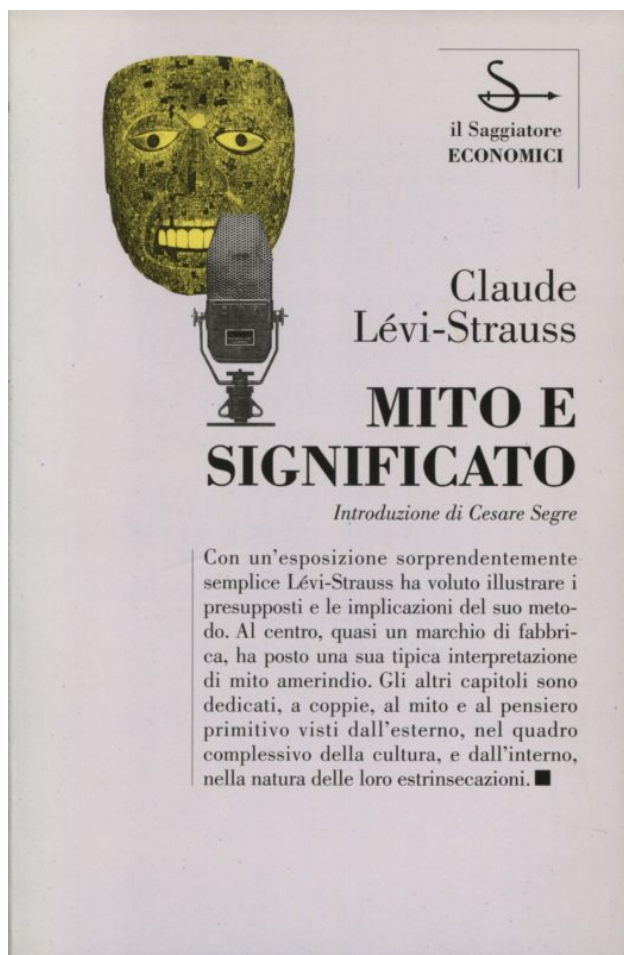 il Saggiatore
ECONOMICI
Claude
Lévi-Strauss
MITO E
SIGNIFICATO
Introduzione di Cesare Segre
Con un'esposizione sorprendentemente
semplice Lévi-Strauss ha voluto illustrare i
presupposti e le implicazioni del suo meto-
do. Al centro, quasi un marchio di fabbri-
ca, ha posto una sua tipica interpretazione
di mito amerindio. Gli altri capitoli sono
dedicati, a coppie, al mito e al pensiero
primitivo visti dall'esterno, nel quadro
complessivo della cultura, e dall'interno,
nella natura delle loro estrinsecazioni.